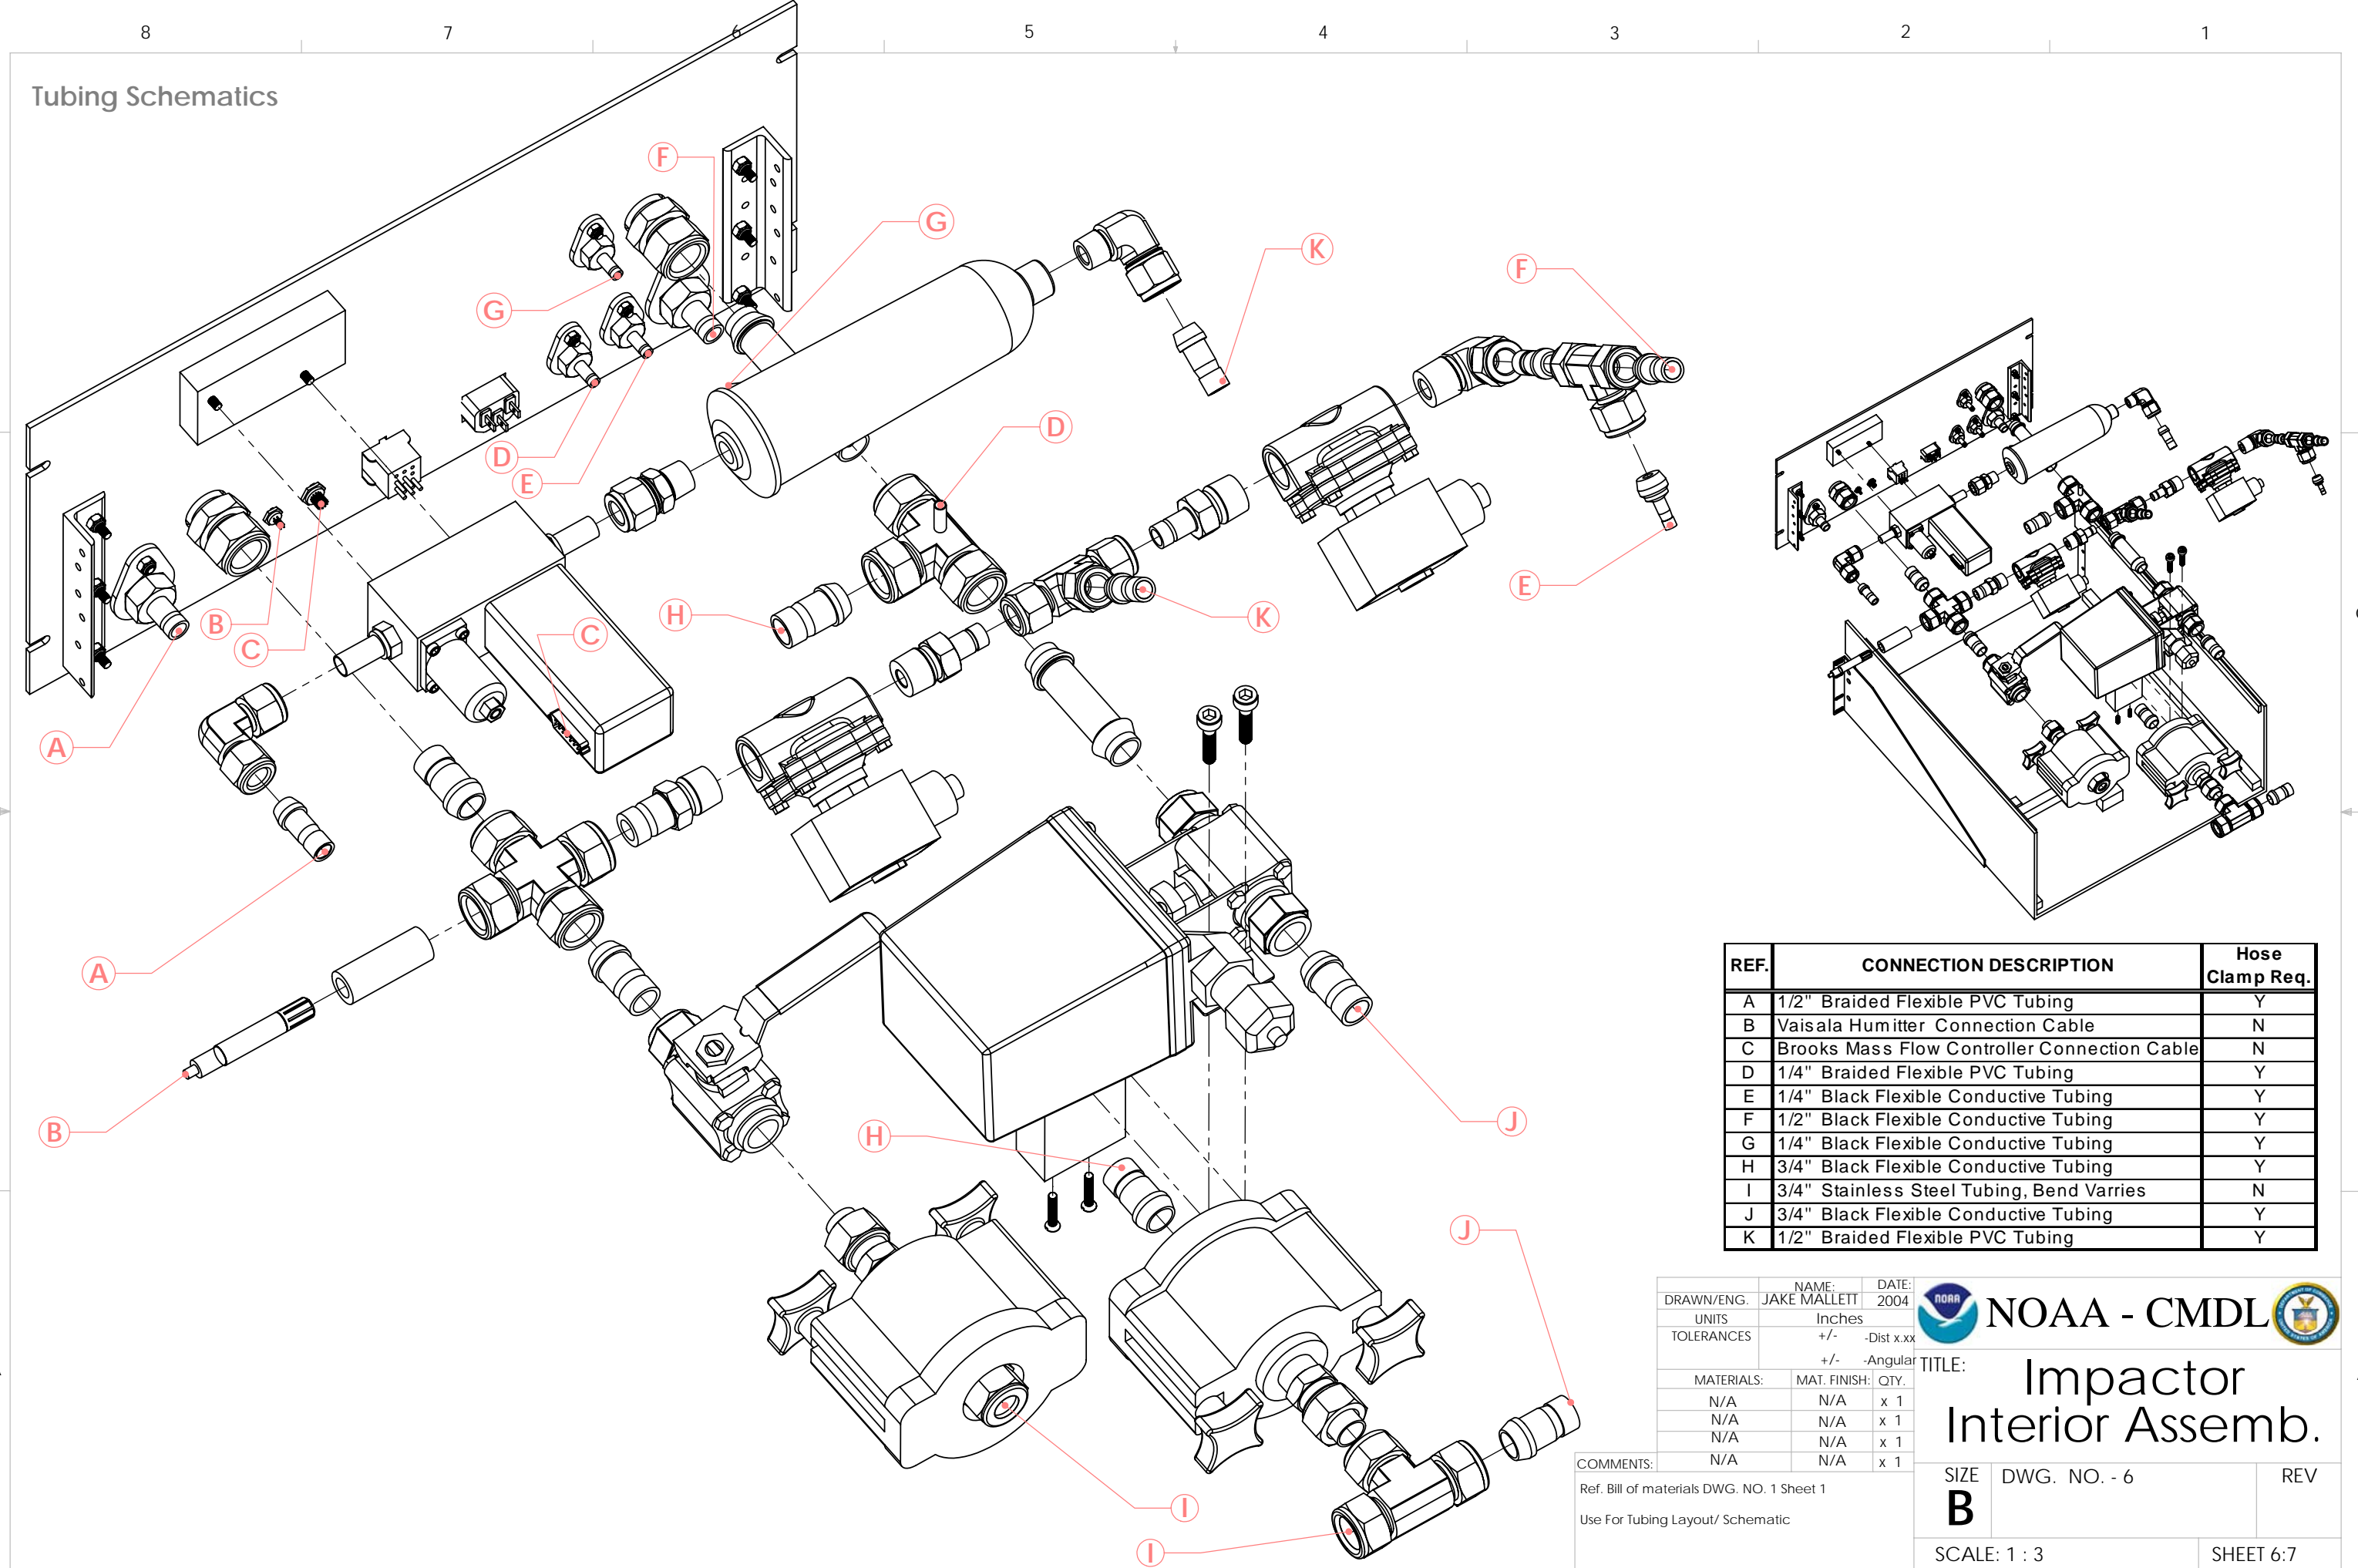 8 7 6 5 4 3 2 1
Tubing Schematics
F
G
K
F
G
D
D
E
E
B
C
C
H
K
A
A
B
H
J
J
I
I
REF. CONNECTION DESCRIPTION Hose Clamp Req.
A 1/2" Braided Flexible PVC Tubing Y
B Vaisala Humitter Connection Cable N
C Brooks Mass Flow Controller Connection Cable N
D 1/4" Braided Flexible PVC Tubing Y
E 1/4" Black Flexible Conductive Tubing Y
F 1/2" Black Flexible Conductive Tubing Y
G 1/4" Black Flexible Conductive Tubing Y
H 3/4" Black Flexible Conductive Tubing Y
I 3/4" Stainless Steel Tubing, Bend Varries N
J 3/4" Black Flexible Conductive Tubing Y
K 1/2" Braided Flexible PVC Tubing Y
NAME: DATE:
DRAWN/ENG. JAKE MALLETT 2004
UNITS Inches
TOLERANCES +/- -Dist x.xx
+/- -Angular
MATERIALS: MAT. FINISH: QTY.
N/A N/A x 1
N/A N/A x 1
N/A N/A x 1
N/A N/A x 1
COMMENTS:
Ref. Bill of materials DWG. NO. 1 Sheet 1
Use For Tubing Layout/ Schematic
NOAA
NOAA - CMDL
TITLE:
Impactor
Interior Assemb.
SIZE
B
DWG. NO. - 6
REV
SCALE: 1 : 3
SHEET 6:7